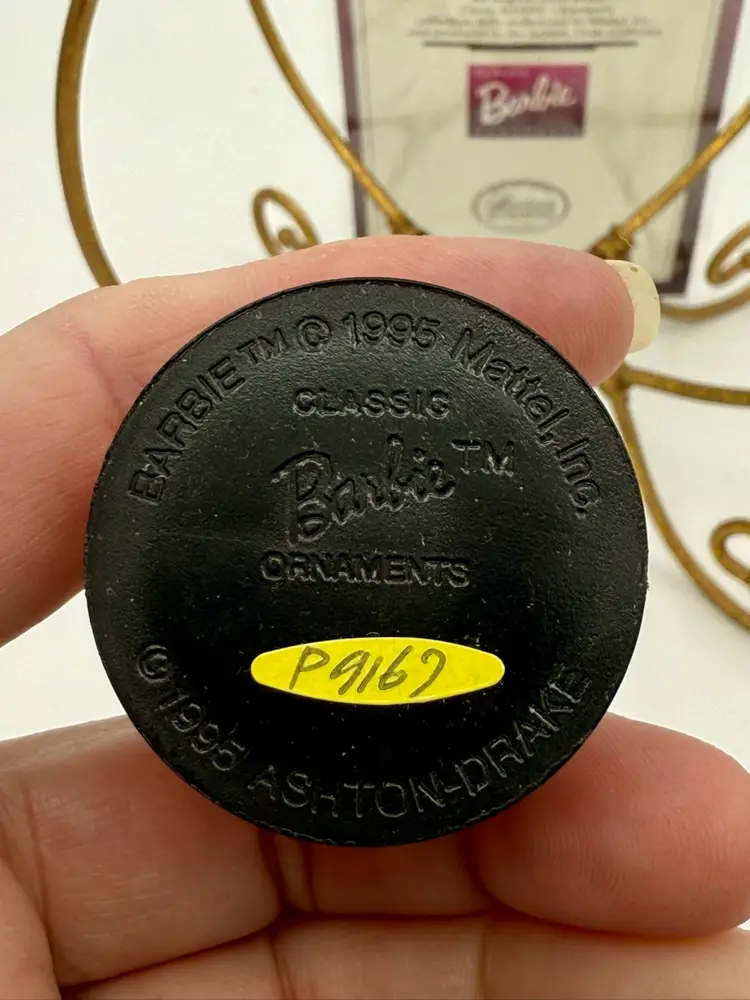 Barbie
BARBIE™ © 1995 Mattel, Inc.
CLASSIC
Barbie™
ORNAMENTS
P9167
© 1995 ASHTON-DRAKE